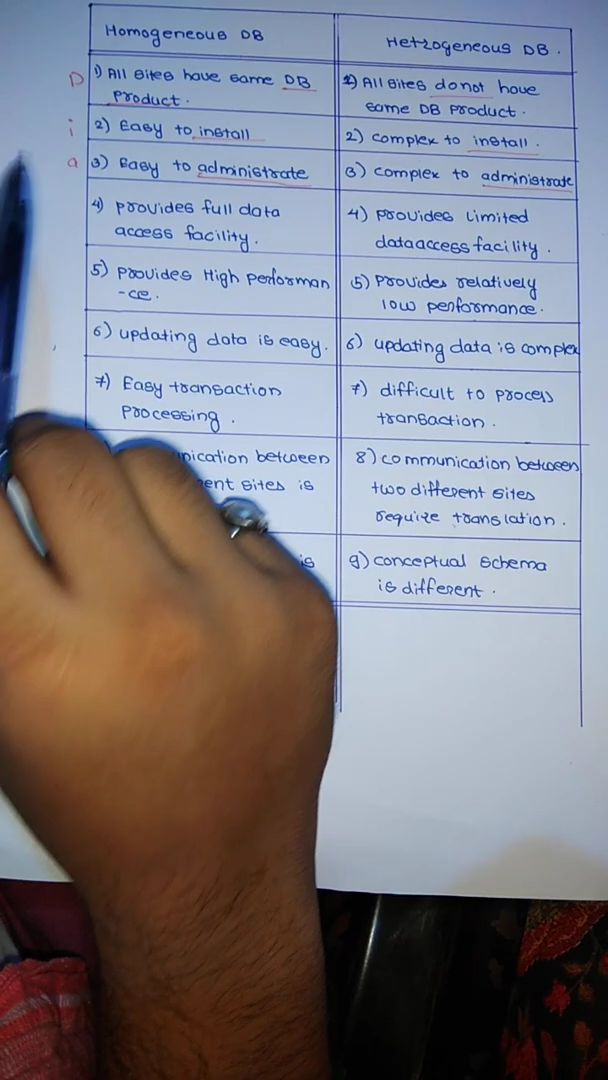 Homogeneous DB
Hetrogeneous DB.
p
1) All sites have same DB
product.
1) All sites donot have
same DB product.
i
2) Easy to install
2) complex to install.
a
3) Easy to administrate
3) complex to administrate
4) provides full data
access facility.
4) provides Limited
dataaccess facility.
5) provides High performan
-ce.
5) provides relatively
low performance.
6) updating data is easy.
6) updating data is complex
7) Easy transaction
processing.
7) difficult to process
transaction.
between
sites is
8) communication between
two different sites
require translation.
is
9) conceptual schema
is different.